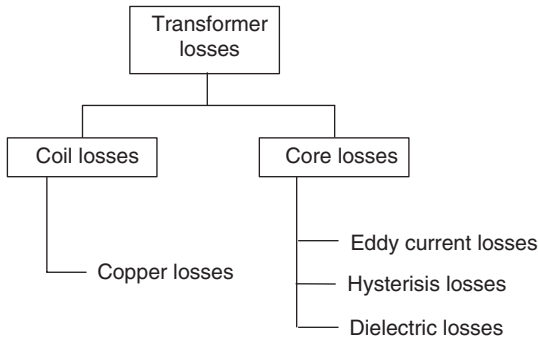 Transformer
losses
Coil losses
Core losses
Copper losses
Eddy current losses
Hysterisis losses
Dielectric losses